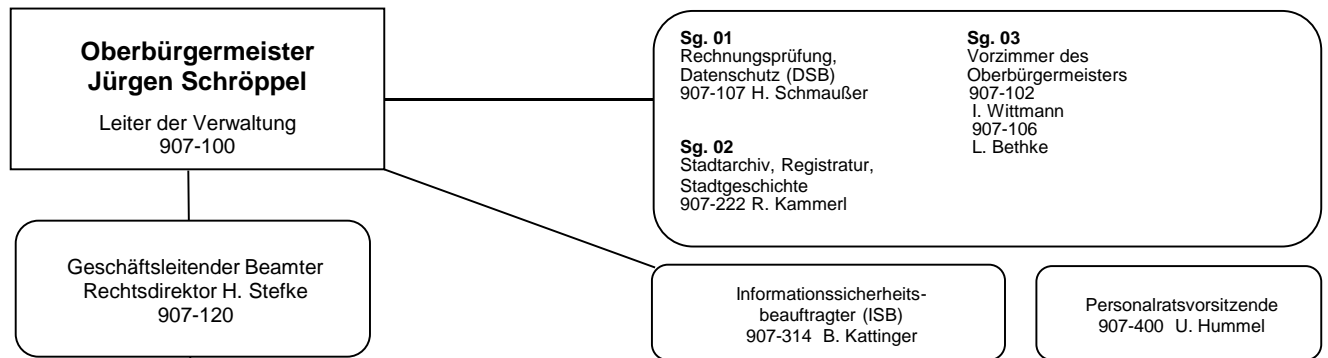 Oberbürgermeister
Jürgen Schröppel
Leiter der Verwaltung
907-100
Sg. 01
Rechnungsprüfung,
Datenschutz (DSB)
907-107 H. Schmaußer
Sg. 02
Stadtarchiv, Registratur,
Stadtgeschichte
907-222 R. Kammerl
Sg. 03
Vorzimmer des
Oberbürgermeisters
907-102
I. Wittmann
907-106
L. Bethke
Geschäftsleitender Beamter
Rechtsdirektor H. Stefke
907-120
Informationssicherheits-
beauftragter (ISB)
907-314 B. Kattinger
Personalratsvorsitzende
907-400 U. Hummel